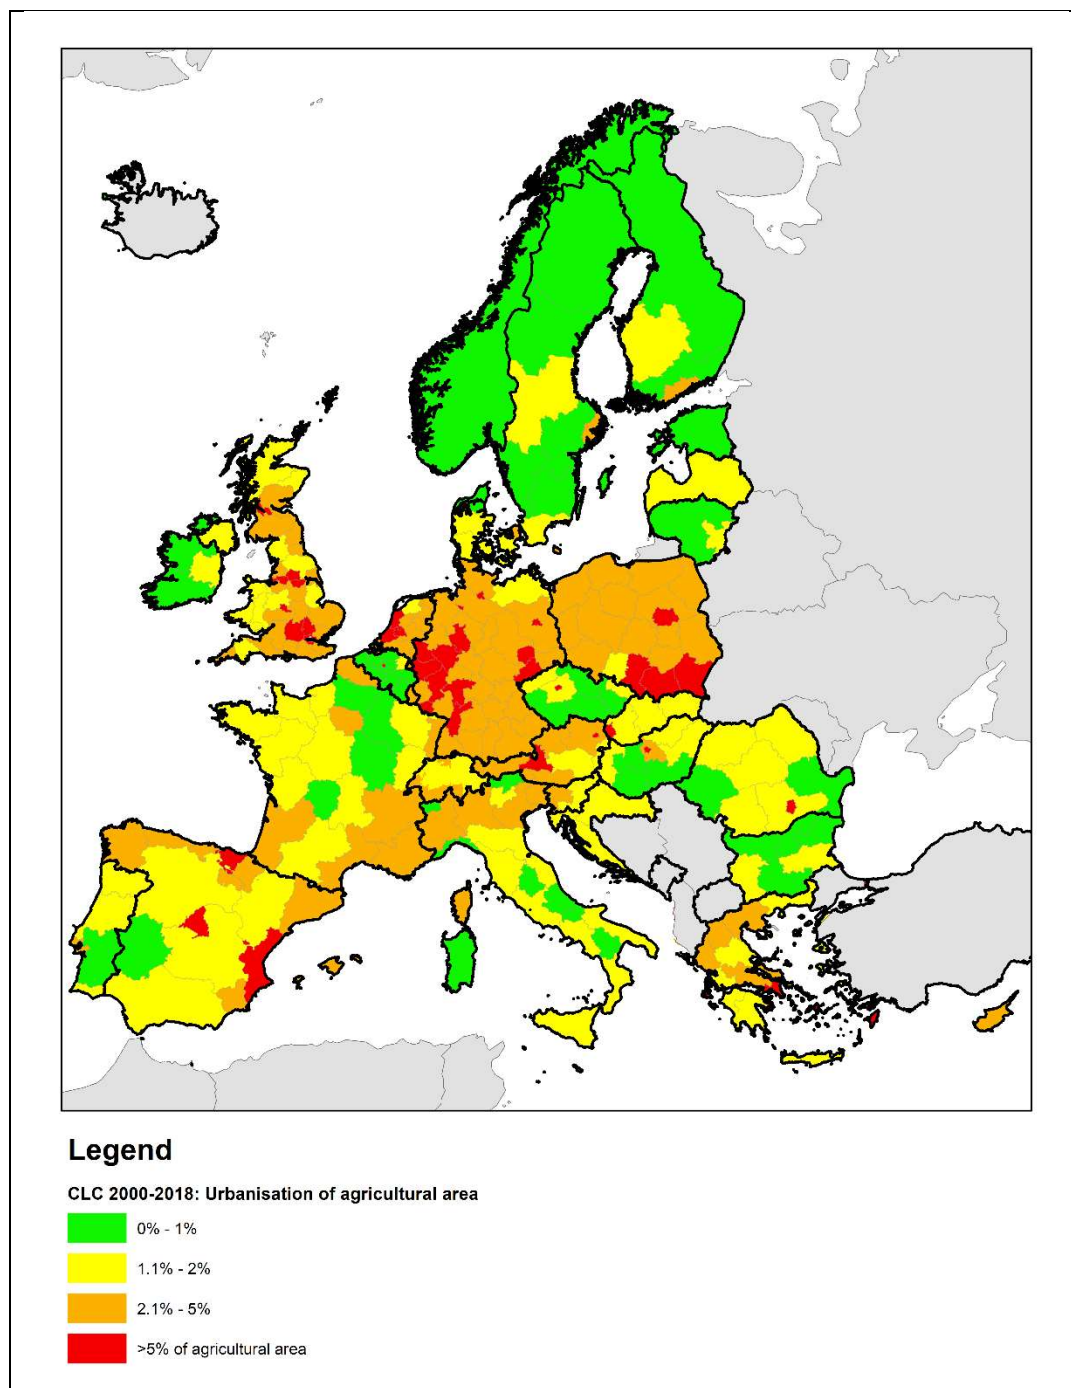 Legend
CLC 2000-2018: Urbanisation of agricultural area
0% - 1%
1.1% - 2%
2.1% - 5%
>5% of agricultural area